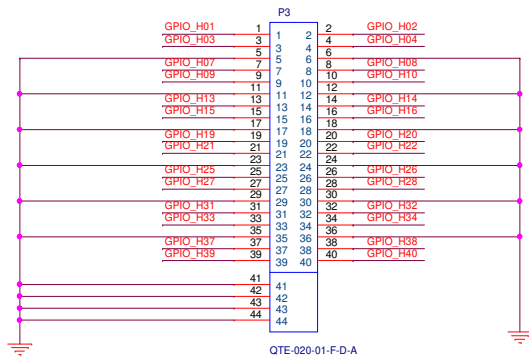 P3
GPIO_H01 1 1 2 2 GPIO_H02
GPIO_H03 3 3 4 4 GPIO_H04
5 5 6 6
GPIO_H07 7 7 8 8 GPIO_H08
GPIO_H09 9 9 10 10 GPIO_H10
11 11 12 12
GPIO_H13 13 13 14 14 GPIO_H14
GPIO_H15 15 15 16 16 GPIO_H16
17 17 18 18
GPIO_H19 19 19 20 20 GPIO_H20
GPIO_H21 21 21 22 22 GPIO_H22
23 23 24 24
GPIO_H25 25 25 26 26 GPIO_H26
GPIO_H27 27 27 28 28 GPIO_H28
29 29 30 30
GPIO_H31 31 31 32 32 GPIO_H32
GPIO_H33 33 33 34 34 GPIO_H34
35 35 36 36
GPIO_H37 37 37 38 38 GPIO_H38
GPIO_H39 39 39 40 40 GPIO_H40
41 41
42 42
43 43
44 44
QTE-020-01-F-D-A